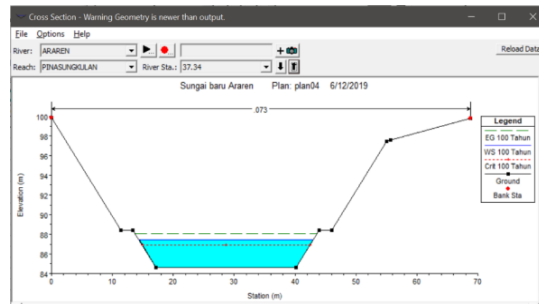 Cross Section - Warning Geometry is newer than output.
File Options Help
River: ARAREN Reload Data
Reach: PINASUNGKULAN River Sta.: 37.34
Sungai baru Araren Plan: plan04 6/12/2019
.073
Legend
EG 100 Tahun
WS 100 Tahun
Crit 100 Tahun
Ground
Bank Sta
Elevation (m)
100
98
96
94
92
90
88
86
84
0 10 20 30 40 50 60 70
Station (m)